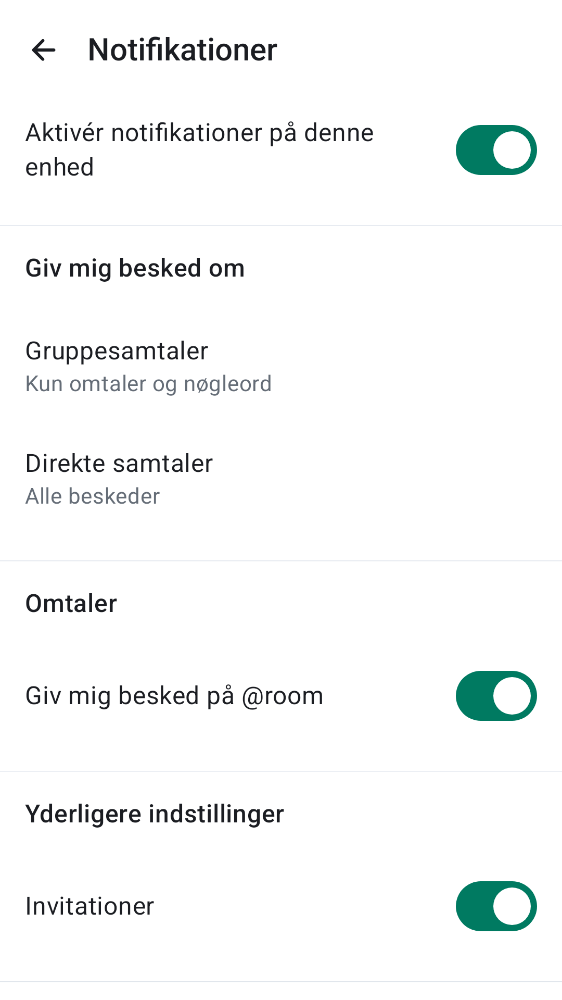 Notifikationer
Aktivér notifikationer på denne
enhed
Giv mig besked om
Gruppesamtaler
Kun omtaler og nøgleord
Direkte samtaler
Alle beskeder
Omtaler
Giv mig besked på @room
Yderligere indstillinger
Invitationer